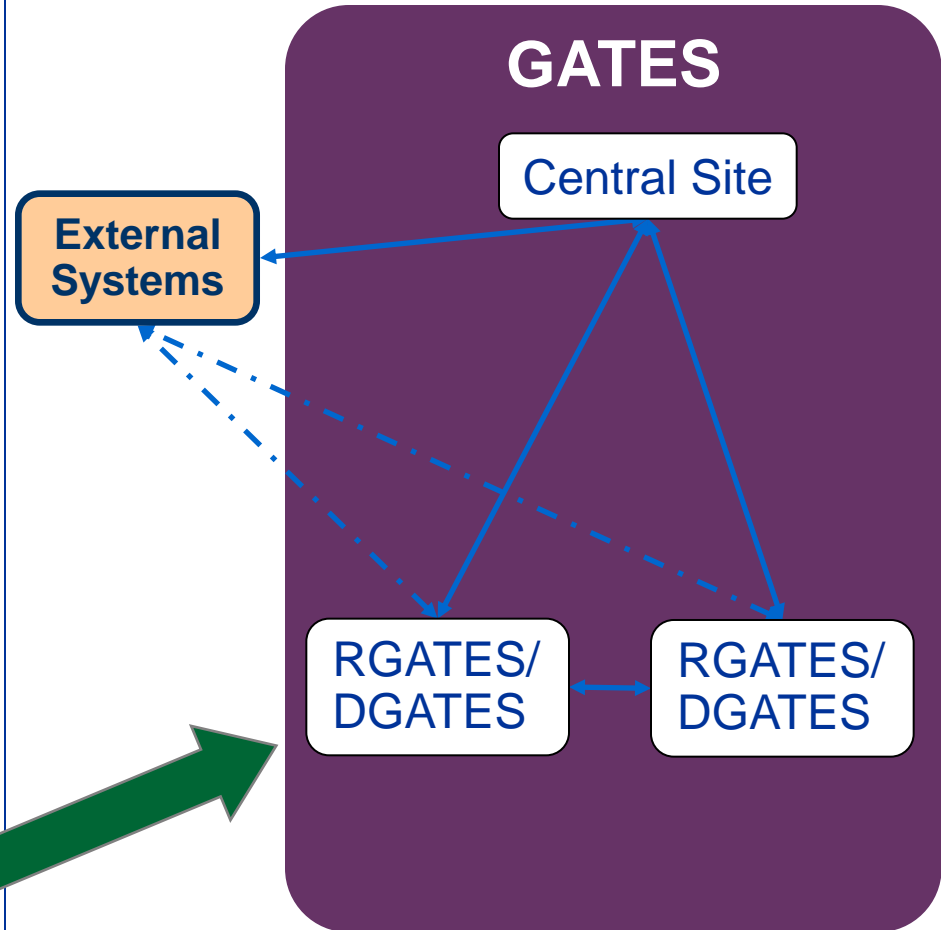 GATES
Central Site
External
Systems
RGATES/
DGATES
RGATES/
DGATES